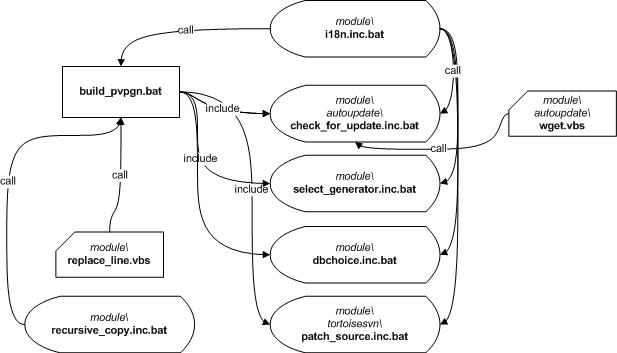 module\
i18n.inc.bat
call
call
build_pvpgn.bat
include
module\
autoupdate\
check_for_update.inc.bat
module\
autoupdate\
wget.vbs
call
include
call
call
module\
select_generator.inc.bat
include
module\
replace_line.vbs
module\
dbchoice.inc.bat
module\
recursive_copy.inc.bat
module\
tortoisesvn\
patch_source.inc.bat